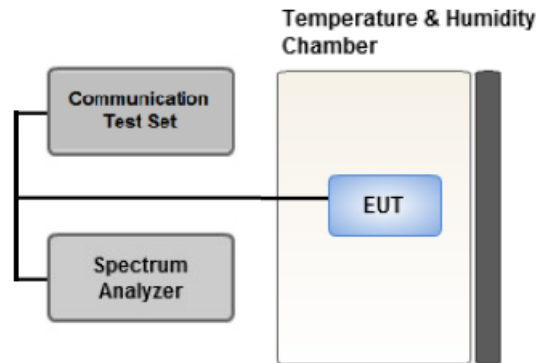 Temperature & Humidity
Chamber
Communication
Test Set
EUT
Spectrum
Analyzer